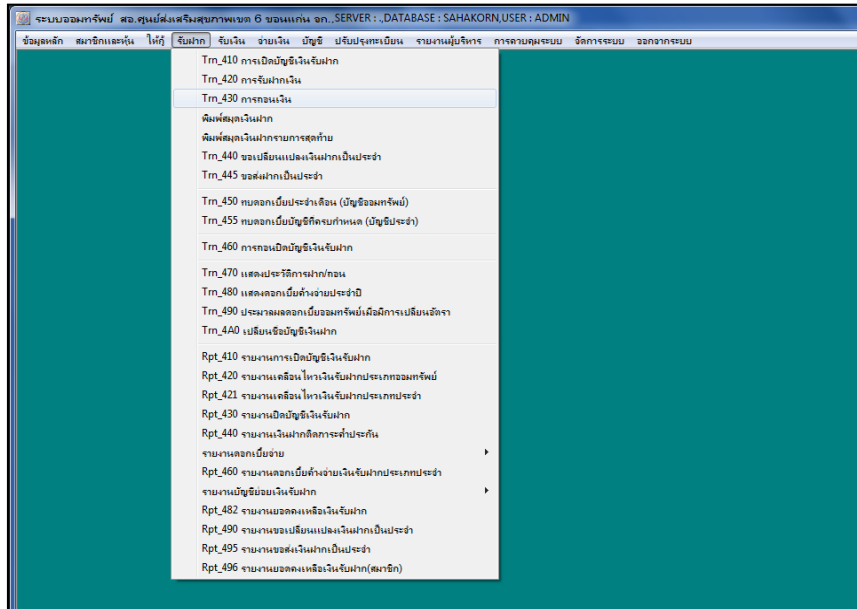 ระบบออมทรัพย์ สอ.ศูนย์ส่งเสริมสุขภาพเขต 6 ขอนแก่น จก.,SERVER : .,DATABASE : SAHAKORN,USER : ADMIN
ข้อมูลหลัก สมาชิกและหุ้น ให้กู้ รับฝาก รับเงิน จ่ายเงิน บัญชี ปรับปรุงทะเบียน รายงานผู้บริหาร การควบคุมระบบ จัดการระบบ ออกจากระบบ
Trn_410 การเปิดบัญชีเงินรับฝาก
Trn_420 การรับฝากเงิน
Trn_430 การถอนเงิน
พิมพ์สมุดเงินฝาก
พิมพ์สมุดเงินฝากรายการสุดท้าย
Trn_440 ขอเปลี่ยนแปลงเงินฝากเป็นประจำ
Trn_445 ขอส่งฝากเป็นประจำ
Trn_450 ทบดอกเบี้ยประจำเดือน (บัญชีออมทรัพย์)
Trn_455 ทบดอกเบี้ยบัญชีที่ครบกำหนด (บัญชีประจำ)
Trn_460 การถอนปิดบัญชีเงินรับฝาก
Trn_470 แสดงประวัติการฝาก/ถอน
Trn_480 แสดงดอกเบี้ยค้างจ่ายประจำปี
Trn_490 ประมวลผลดอกเบี้ยออมทรัพย์เมื่อมีการเปลี่ยนอัตรา
Trn_4A0 เปลี่ยนชื่อบัญชีเงินฝาก
Rpt_410 รายงานการเปิดบัญชีเงินรับฝาก
Rpt_420 รายงานเคลื่อนไหวเงินรับฝากประเภทออมทรัพย์
Rpt_421 รายงานเคลื่อนไหวเงินรับฝากประเภทประจำ
Rpt_430 รายงานปิดบัญชีเงินรับฝาก
Rpt_440 รายงานเงินฝากติดภาระค้ำประกัน
รายงานดอกเบี้ยจ่าย
Rpt_460 รายงานดอกเบี้ยค้างจ่ายเงินรับฝากประเภทประจำ
รายงานบัญชีย่อยเงินรับฝาก
Rpt_482 รายงานยอดคงเหลือเงินรับฝาก
Rpt_490 รายงานขอเปลี่ยนแปลงเงินฝากเป็นประจำ
Rpt_495 รายงานขอส่งเงินฝากเป็นประจำ
Rpt_496 รายงานยอดคงเหลือเงินรับฝาก(สมาชิก)